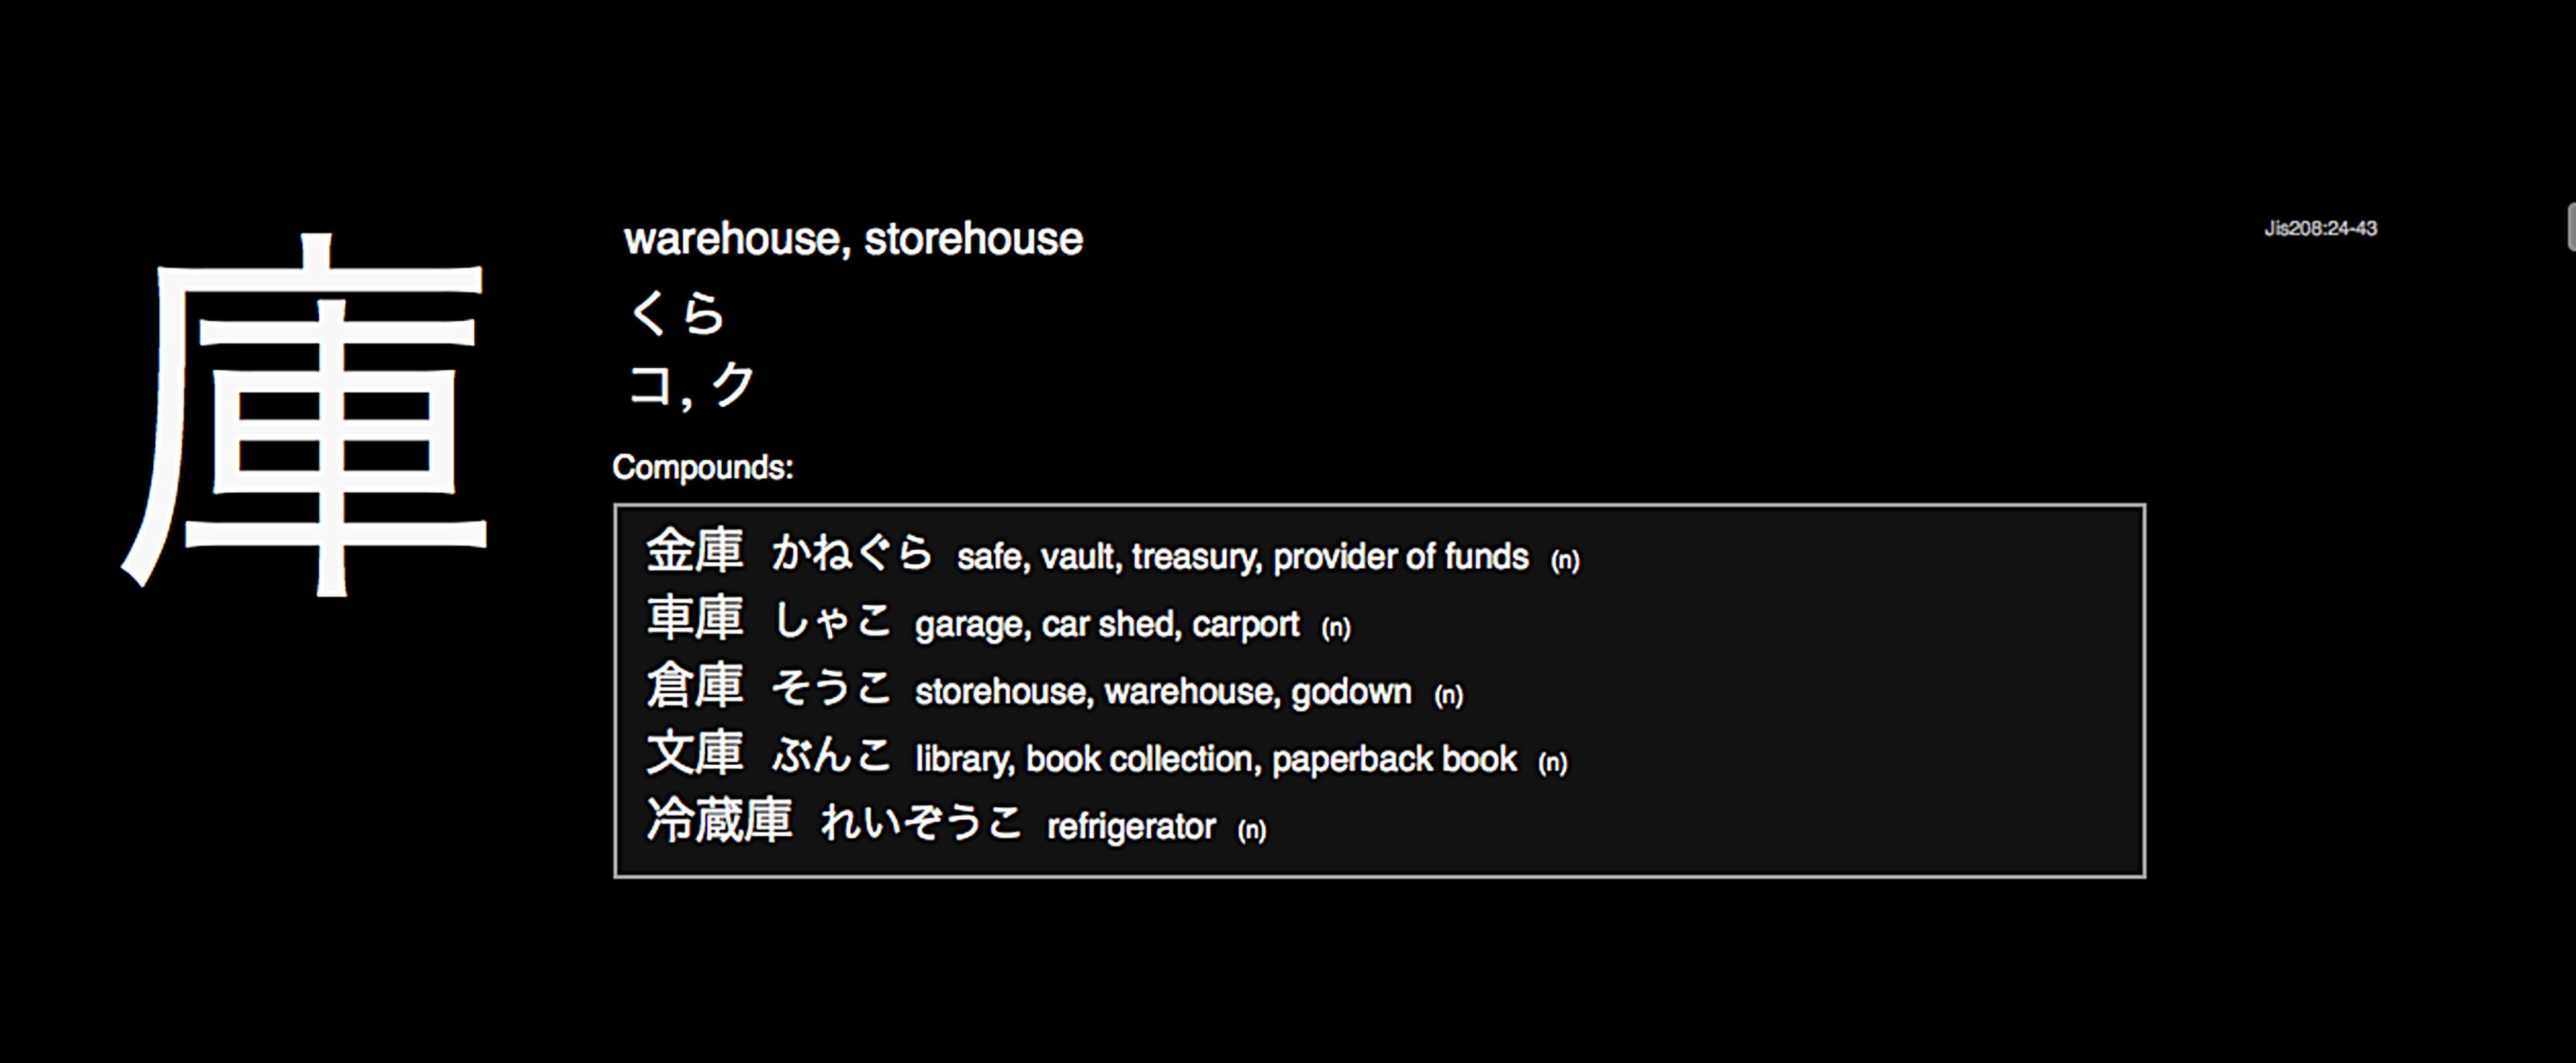 庫
warehouse, storehouse
Jis208:24-43
くら
コ, ク
Compounds:
金庫 かねぐら safe, vault, treasury, provider of funds (n)
車庫 しゃこ garage, car shed, carport (n)
倉庫 そうこ storehouse, warehouse, godown (n)
文庫 ぶんこ library, book collection, paperback book (n)
冷蔵庫 れいぞうこ refrigerator (n)